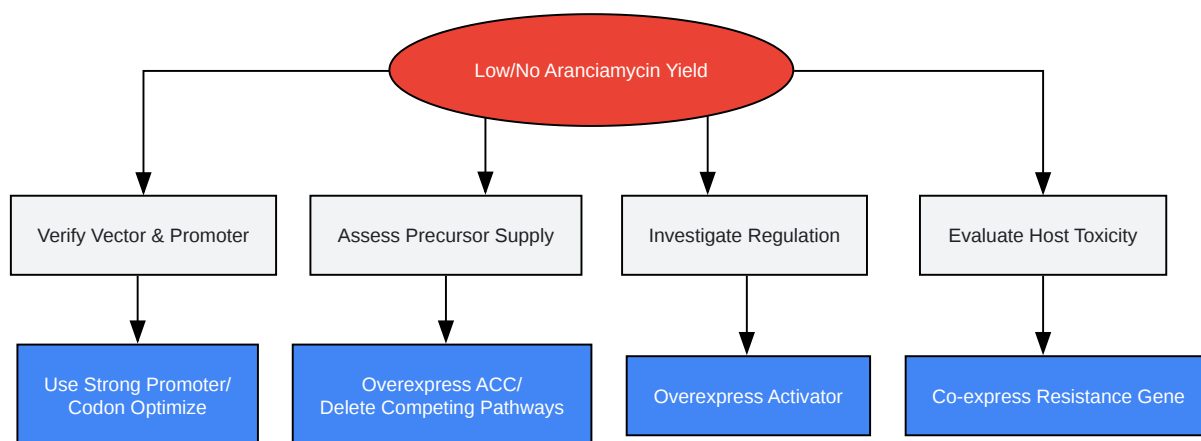 Low/No Aranciamycin Yield
Verify Vector & Promoter
Assess Precursor Supply
Investigate Regulation
Evaluate Host Toxicity
Use Strong Promoter/
Codon Optimize
Overexpress ACC/
Delete Competing Pathways
Overexpress Activator
Co-express Resistance Gene